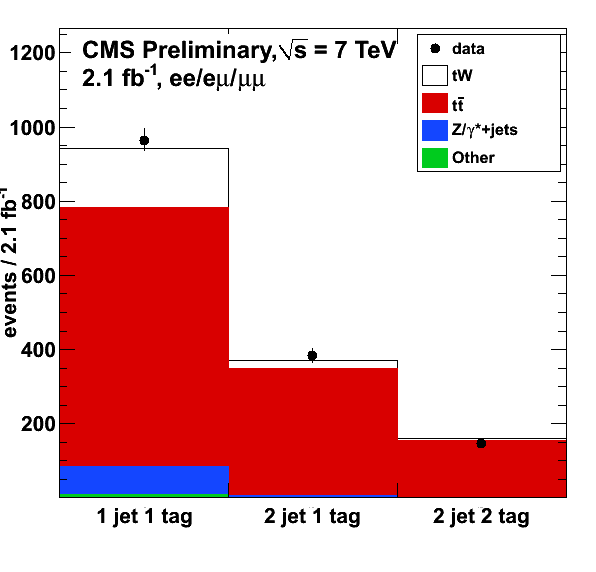 CMS Preliminary, √s = 7 TeV
2.1 fb⁻¹, ee/eμ/μμ
data
tW
tt̄
Z/γ*+jets
Other
events / 2.1 fb⁻¹
1200
1000
800
600
400
200
1 jet 1 tag
2 jet 1 tag
2 jet 2 tag